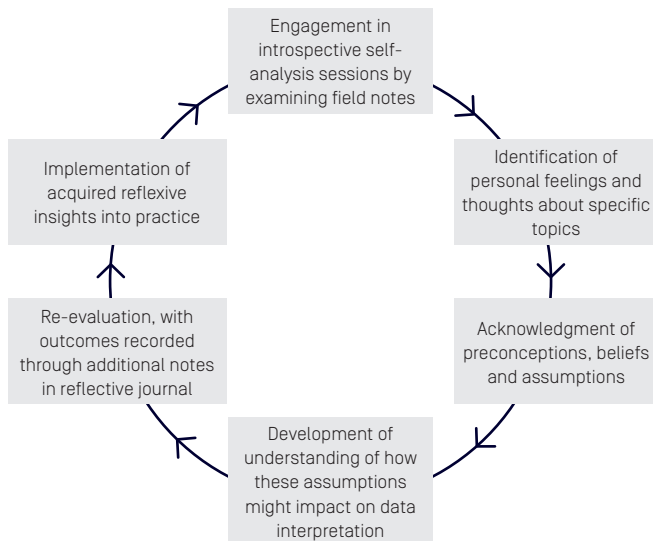 Engagement in
introspective self-
analysis sessions by
examining field notes
Identification of
personal feelings and
thoughts about specific
topics
Acknowledgment of
preconceptions, beliefs
and assumptions
Development of
understanding of how
these assumptions
might impact on data
interpretation
Re-evaluation, with
outcomes recorded
through additional notes
in reflective journal
Implementation of
acquired reflexive
insights into practice